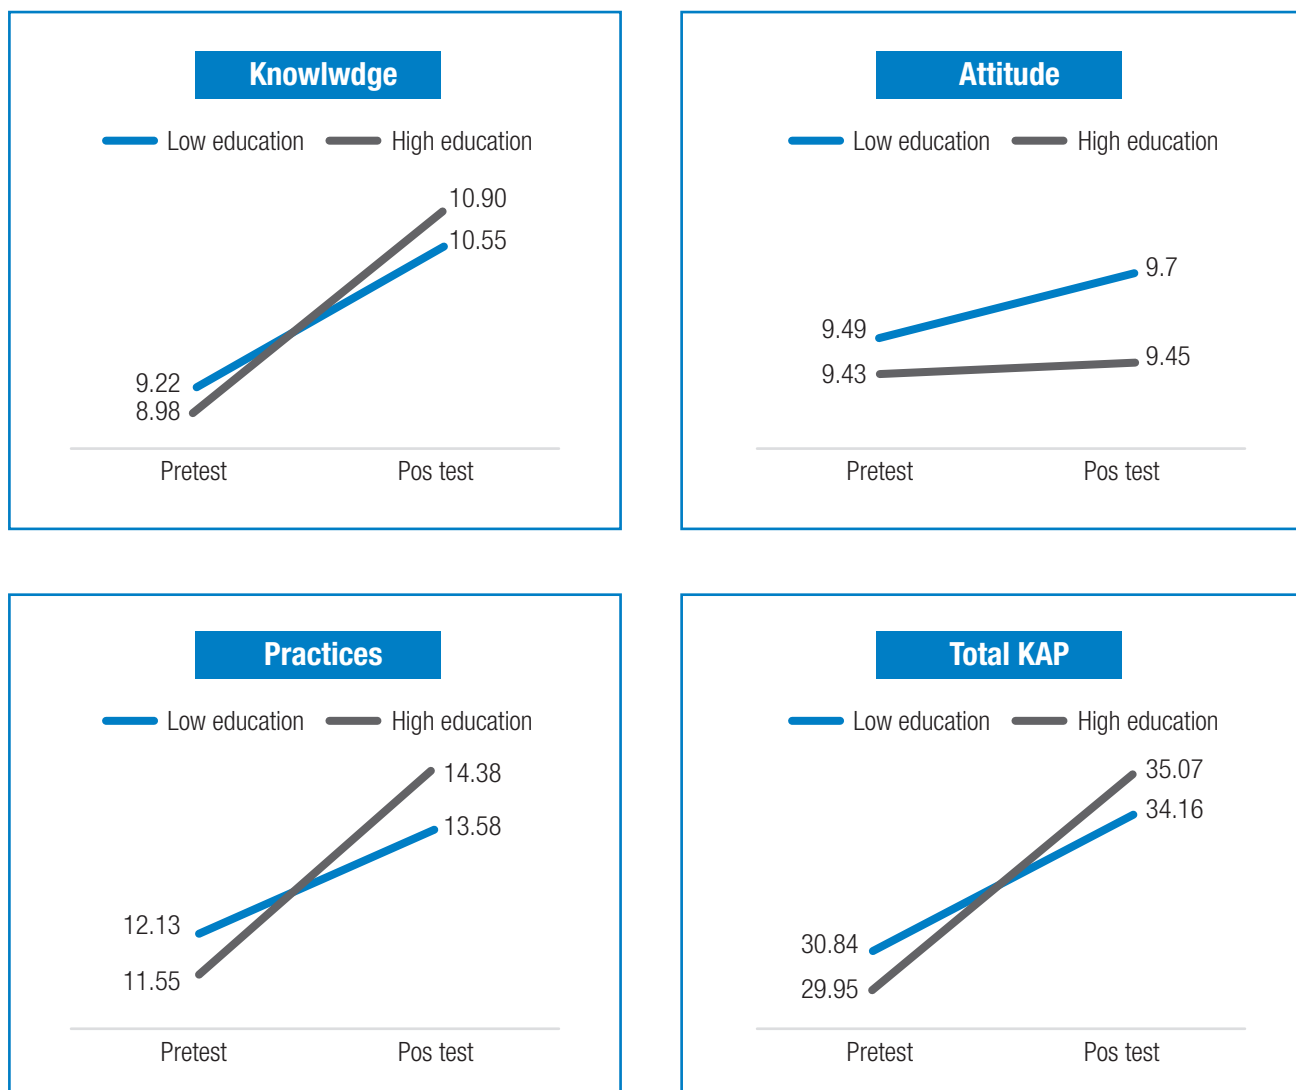 Knowlwdge
Low education High education
10.90
10.55
9.22
8.98
Pretest Pos test
Attitude
Low education High education
9.7
9.49
9.45
9.43
Pretest Pos test
Practices
Low education High education
14.38
13.58
12.13
11.55
Pretest Pos test
Total KAP
Low education High education
35.07
34.16
30.84
29.95
Pretest Pos test